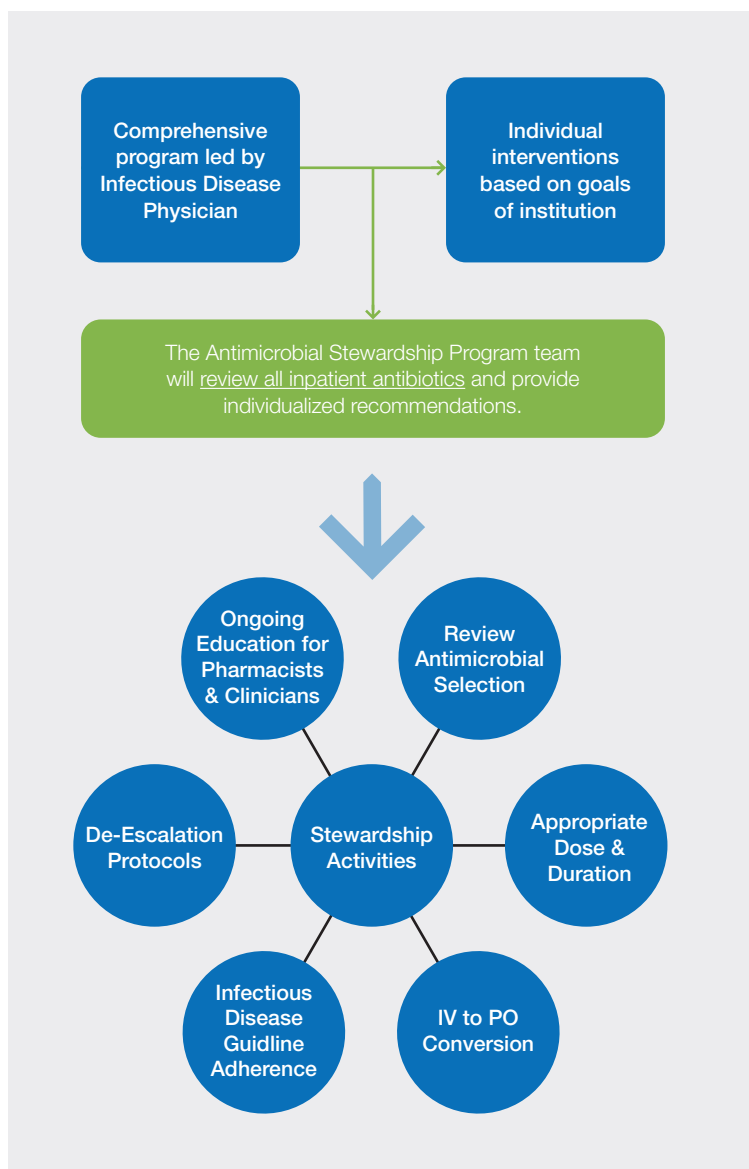 Comprehensive
program led by
Infectious Disease
Physician
Individual
interventions
based on goals
of institution
The Antimicrobial Stewardship Program team
will review all inpatient antibiotics and provide
individualized recommendations.
Ongoing
Education for
Pharmacists
& Clinicians
Review
Antimicrobial
Selection
De-Escalation
Protocols
Stewardship
Activities
Appropriate
Dose &
Duration
Infectious
Disease
Guidline
Adherence
IV to PO
Conversion